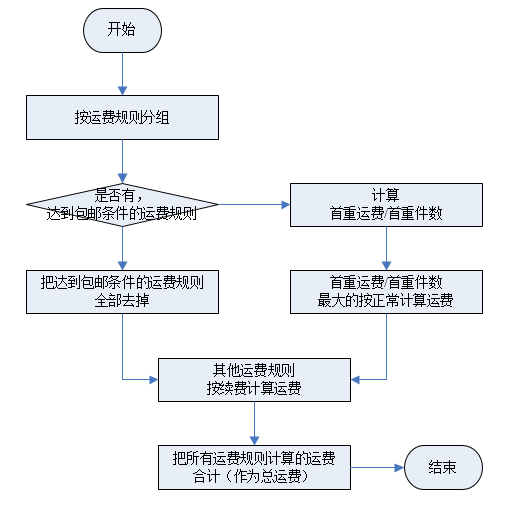 开始
按运费规则分组
是否有，
达到包邮条件的运费规则
计算
首重运费/首重件数
把达到包邮条件的运费规则
全部去掉
首重运费/首重件数
最大的按正常计算运费
其他运费规则
按续费计算运费
把所有运费规则计算的运费
合计（作为总运费）
结束